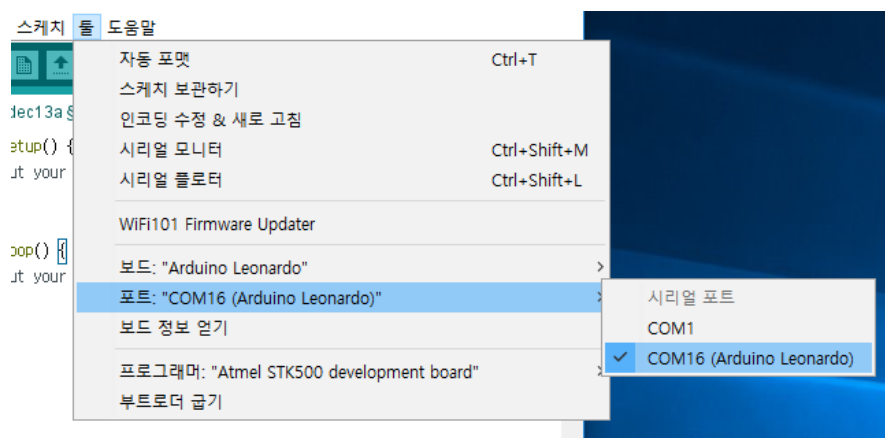 스케치 툴 도움말
자동 포맷 Ctrl+T
스케치 보관하기
dec13a §
인코딩 수정 & 새로 고침
etup() {
시리얼 모니터 Ctrl+Shift+M
ut your
시리얼 플로터 Ctrl+Shift+L
WiFi101 Firmware Updater
oop() {
보드: "Arduino Leonardo"
ut your
포트: "COM16 (Arduino Leonardo)"
시리얼 포트
보드 정보 얻기
COM1
COM16 (Arduino Leonardo)
프로그래머: "Atmel STK500 development board"
부트로더 굽기